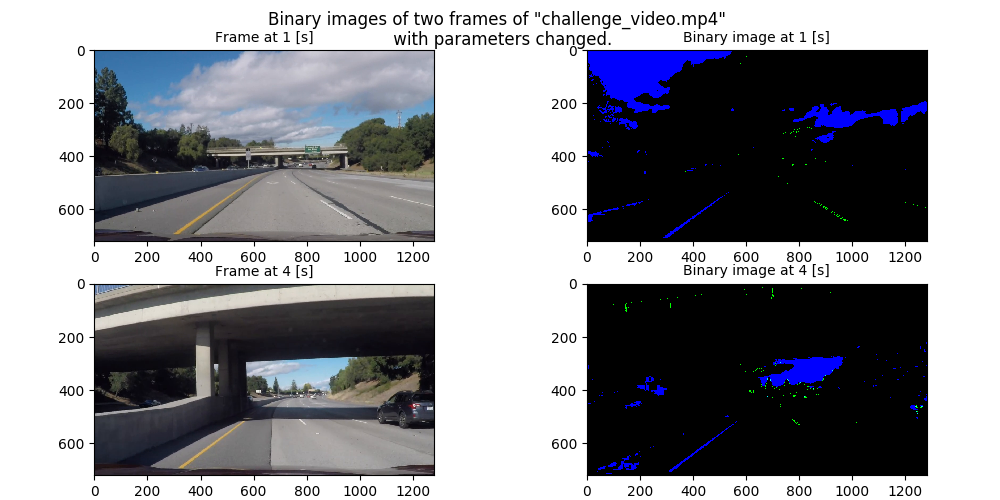 Binary images of two frames of "challenge_video.mp4"
with parameters changed.
Frame at 1 [s]
0
200
400
600
0 200 400 600 800 1000 1200
Binary image at 1 [s]
0
200
400
600
0 200 400 600 800 1000 1200
Frame at 4 [s]
0
200
400
600
0 200 400 600 800 1000 1200
Binary image at 4 [s]
0
200
400
600
0 200 400 600 800 1000 1200